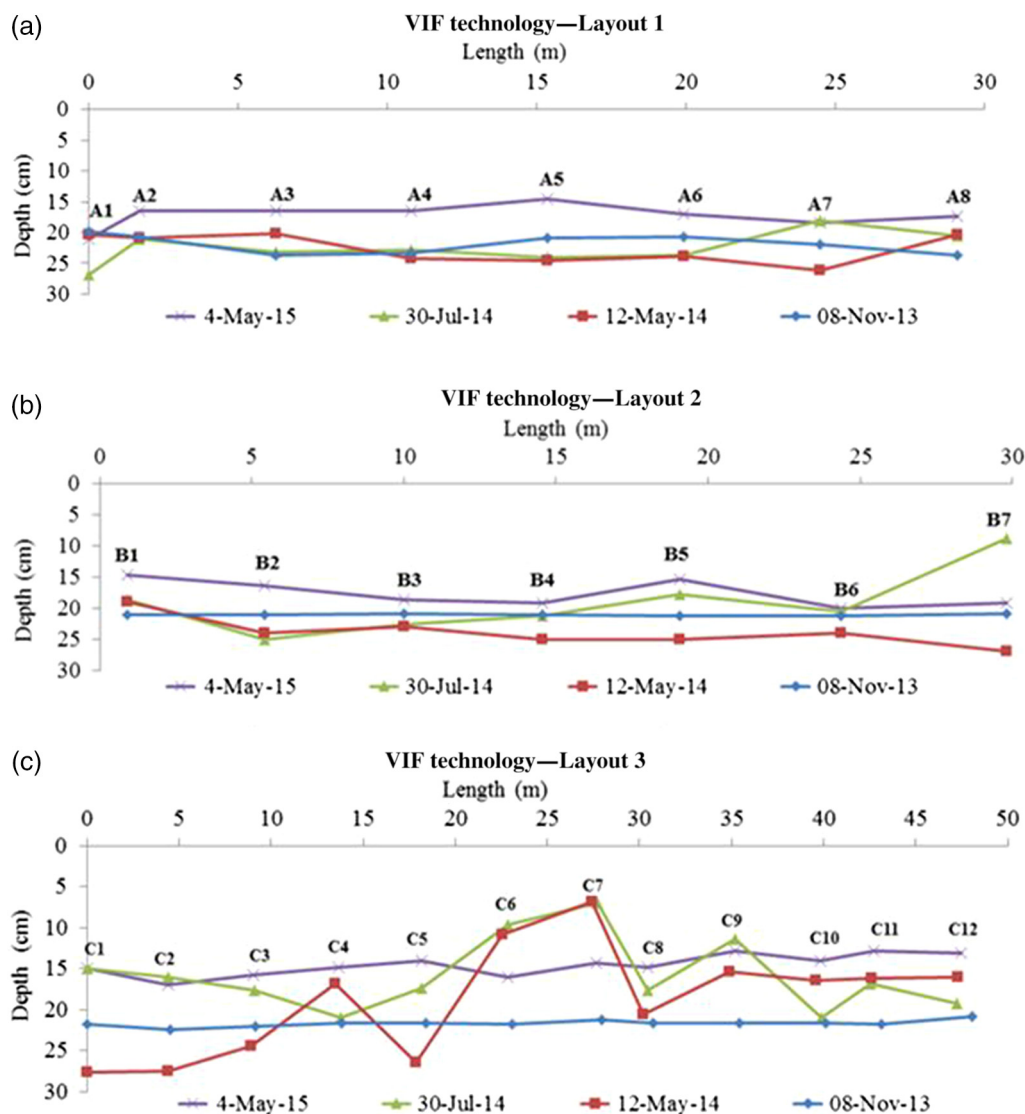 (a)
VIF technology—Layout 1
Length (m)
0 5 10 15 20 25 30
Depth (cm)
0
5
10
15
20
25
30
A1 A2 A3 A4 A5 A6 A7 A8
4-May-15 30-Jul-14 12-May-14 08-Nov-13
(b)
VIF technology—Layout 2
Length (m)
0 5 10 15 20 25 30
Depth (cm)
0
5
10
15
20
25
30
B1 B2 B3 B4 B5 B6 B7
4-May-15 30-Jul-14 12-May-14 08-Nov-13
(c)
VIF technology—Layout 3
Length (m)
0 5 10 15 20 25 30 35 40 45 50
Depth (cm)
0
5
10
15
20
25
30
C1 C2 C3 C4 C5 C6 C7 C8 C9 C10 C11 C12
4-May-15 30-Jul-14 12-May-14 08-Nov-13